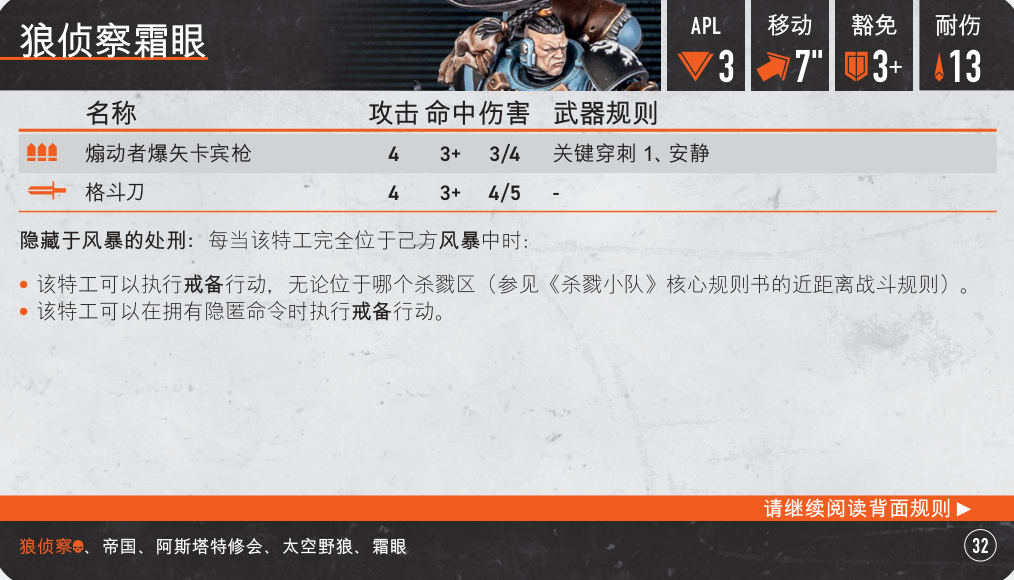 狼侦察霜眼
APL 移动 豁免 耐伤
3 7" 3+ 13
名称 攻击 命中 伤害 武器规则
煽动者爆矢卡宾枪 4 3+ 3/4 关键穿刺 1、安静
格斗刀 4 3+ 4/5 -
隐藏于风暴的处刑：每当该特工完全位于己方风暴中时:
• 该特工可以执行戒备行动，无论位于哪个杀戮区（参见《杀戮小队》核心规则书的近距离战斗规则）。
• 该特工可以在拥有隐匿命令时执行戒备行动。
请继续阅读背面规则 ▶
狼侦察、帝国、阿斯塔特修会、太空野狼、霜眼
32